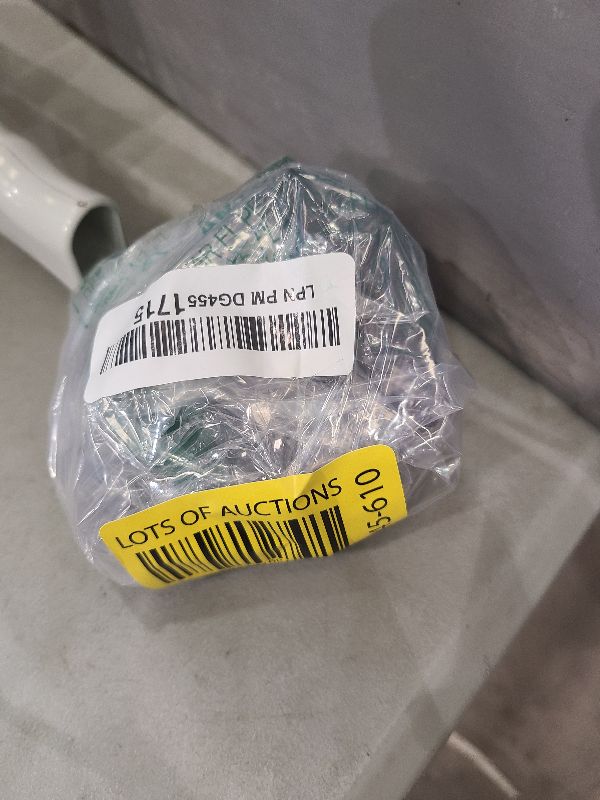 LPN PM DG4551715
LOTS OF AUCTIONS
5-610